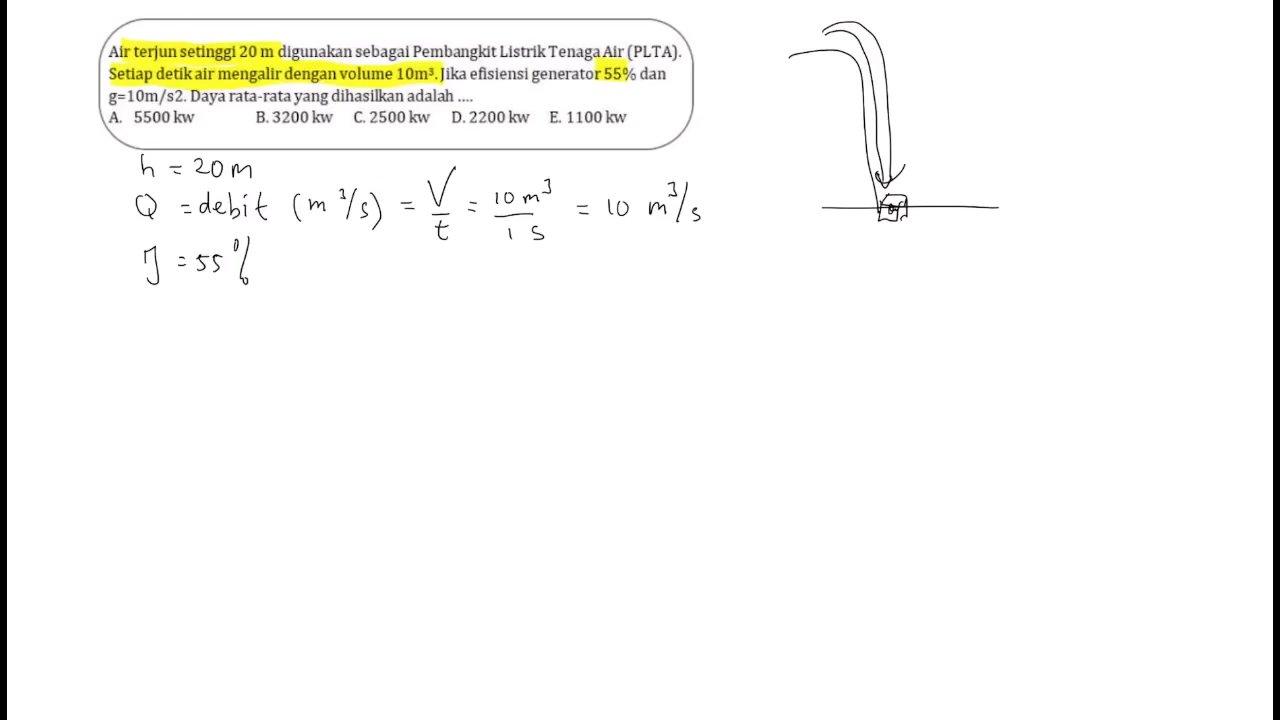 Air terjun setinggi 20 m digunakan sebagai Pembangkit Listrik Tenaga Air (PLTA).
Setiap detik air mengalir dengan volume 10m³. Jika efisiensi generator 55% dan
g=10m/s2. Daya rata-rata yang dihasilkan adalah ....
A. 5500 kw B. 3200 kw C. 2500 kw D. 2200 kw E. 1100 kw
h = 20 m
Q = debit (m³/s) = V/t = 10 m³/1 s = 10 m³/s
η = 55 %